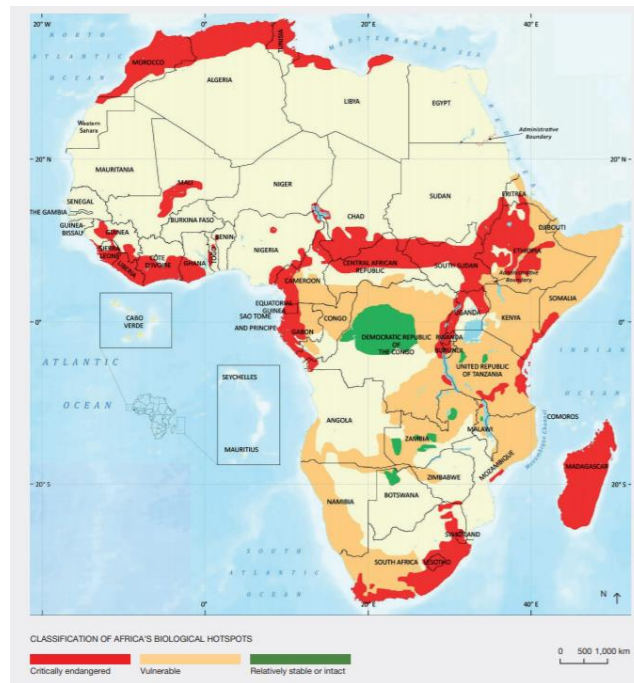 20° W
0°
20° E
40° E
NORTH
ATLANTIC
OCEAN
MEDITERRANEAN SEA
MOROCCO
TUNISIA
ALGERIA
LIBYA
EGYPT
Western
Sahara
Administrative
Boundary
20° N
20° N
MAURITANIA
MALI
NIGER
SUDAN
ERITREA
SENEGAL
THE GAMBIA
CHAD
BURKINA FASO
GUINEA-
BISSAU
GUINEA
DJIBOUTI
BENIN
NIGERIA
SIERRA
LEONE
CÔTE
D'IVOIRE
GHANA
TOGO
ETHIOPIA
LIBERIA
CENTRAL AFRICAN
REPUBLIC
SOUTH SUDAN
Administrative
Boundary
CAMEROON
SOMALIA
EQUATORIAL
GUINEA
UGANDA
KENYA
CABO
VERDE
SAO TOME
AND PRINCIPE
CONGO
GABON
0°
0°
DEMOCRATIC REPUBLIC
OF
THE CONGO
RWANDA
BURUNDI
INDIAN
OCEAN
ATLANTIC
OCEAN
SEYCHELLES
UNITED REPUBLIC
OF TANZANIA
COMOROS
ANGOLA
MALAWI
ZAMBIA
MAURITIUS
Mozambique Channel
MADAGASCAR
MOZAMBIQUE
ZIMBABWE
20° S
20° S
NAMIBIA
BOTSWANA
SWAZILAND
SOUTH AFRICA
LESOTHO
SOUTH
ATLANTIC
OCEAN
N
0°
20° E
40° E
CLASSIFICATION OF AFRICA'S BIOLOGICAL HOTSPOTS
Critically endangered
Vulnerable
Relatively stable or intact
0 500 1,000 km